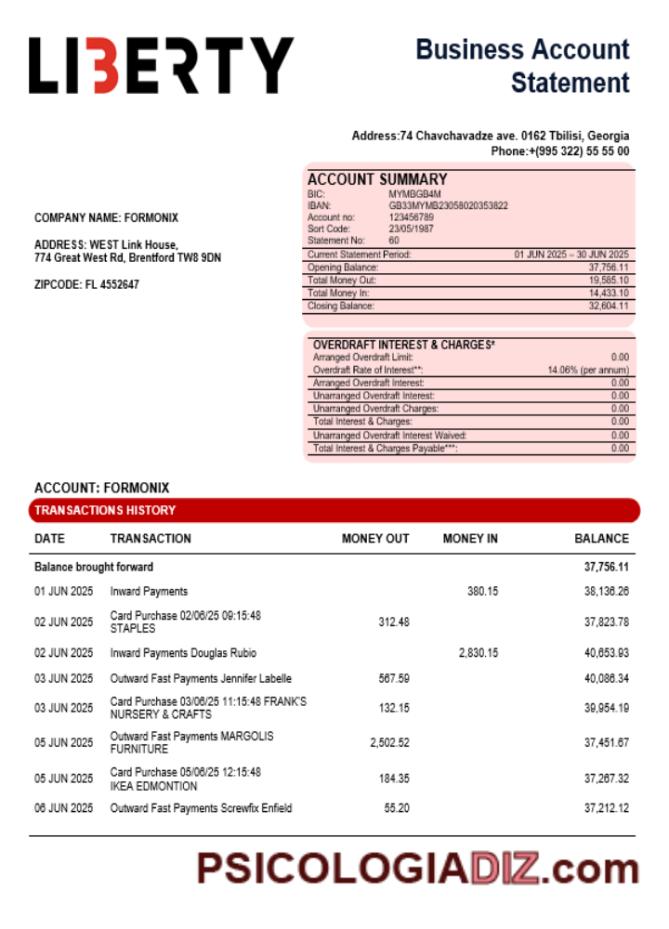 LIBERTY
Business Account
Statement
Address:74 Chavchavadze ave. 0162 Tbilisi, Georgia
Phone:+(995 322) 55 55 00
ACCOUNT SUMMARY
BIC: MYMBGB4M
IBAN: GB33MYMB23058020353822
Account no: 123456789
Sort Code: 23/05/1987
Statement No: 60
Current Statement Period: 01 JUN 2025 – 30 JUN 2025
Opening Balance: 37,756.11
Total Money Out: 19,585.10
Total Money In: 14,433.10
Closing Balance: 32,604.11
COMPANY NAME: FORMONIX
ADDRESS: WEST Link House,
774 Great West Rd, Brentford TW8 9DN
ZIPCODE: FL 4552647
OVERDRAFT INTEREST & CHARGES*
Arranged Overdraft Limit: 0.00
Overdraft Rate of Interest**: 14.06% (per annum)
Arranged Overdraft Interest: 0.00
Unarranged Overdraft Interest: 0.00
Unarranged Overdraft Charges: 0.00
Total Interest & Charges: 0.00
Unarranged Overdraft Interest Waived: 0.00
Total Interest & Charges Payable***: 0.00
ACCOUNT: FORMONIX
TRANSACTIONS HISTORY
DATE TRANSACTION MONEY OUT MONEY IN BALANCE
Balance brought forward 37,756.11
01 JUN 2025 Inward Payments 380.15 38,136.26
02 JUN 2025 Card Purchase 02/06/25 09:15:48 312.48 37,823.78
STAPLES
02 JUN 2025 Inward Payments Douglas Rubio 2,830.15 40,653.93
03 JUN 2025 Outward Fast Payments Jennifer Labelle 567.59 40,086.34
03 JUN 2025 Card Purchase 03/06/25 11:15:48 FRANK'S 132.15 39,954.19
NURSERY & CRAFTS
05 JUN 2025 Outward Fast Payments MARGOLIS 2,502.52 37,451.67
FURNITURE
05 JUN 2025 Card Purchase 05/06/25 12:15:48 184.35 37,267.32
IKEA EDMONTION
06 JUN 2025 Outward Fast Payments Screwfix Enfield 55.20 37,212.12
PSICOLOGIADIZ.com